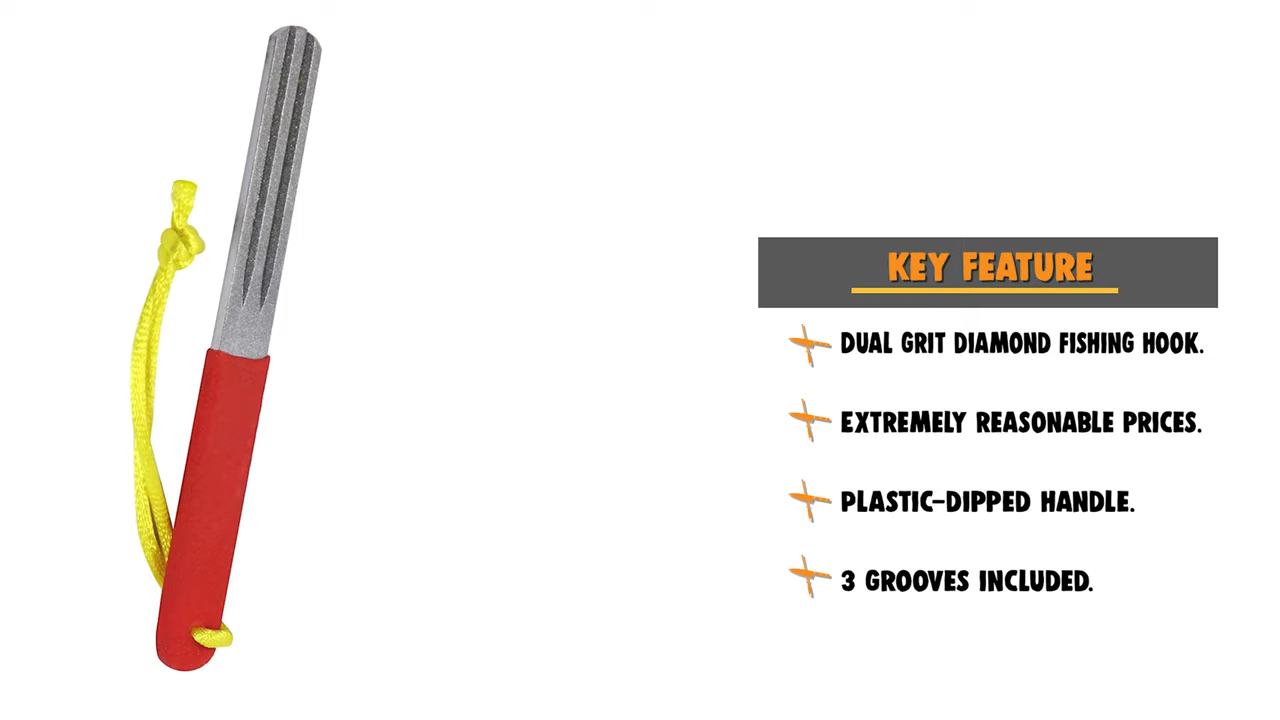 KEY FEATURE
DUAL GRIT DIAMOND FISHING HOOK.
EXTREMELY REASONABLE PRICES.
PLASTIC-DIPPED HANDLE.
3 GROOVES INCLUDED.